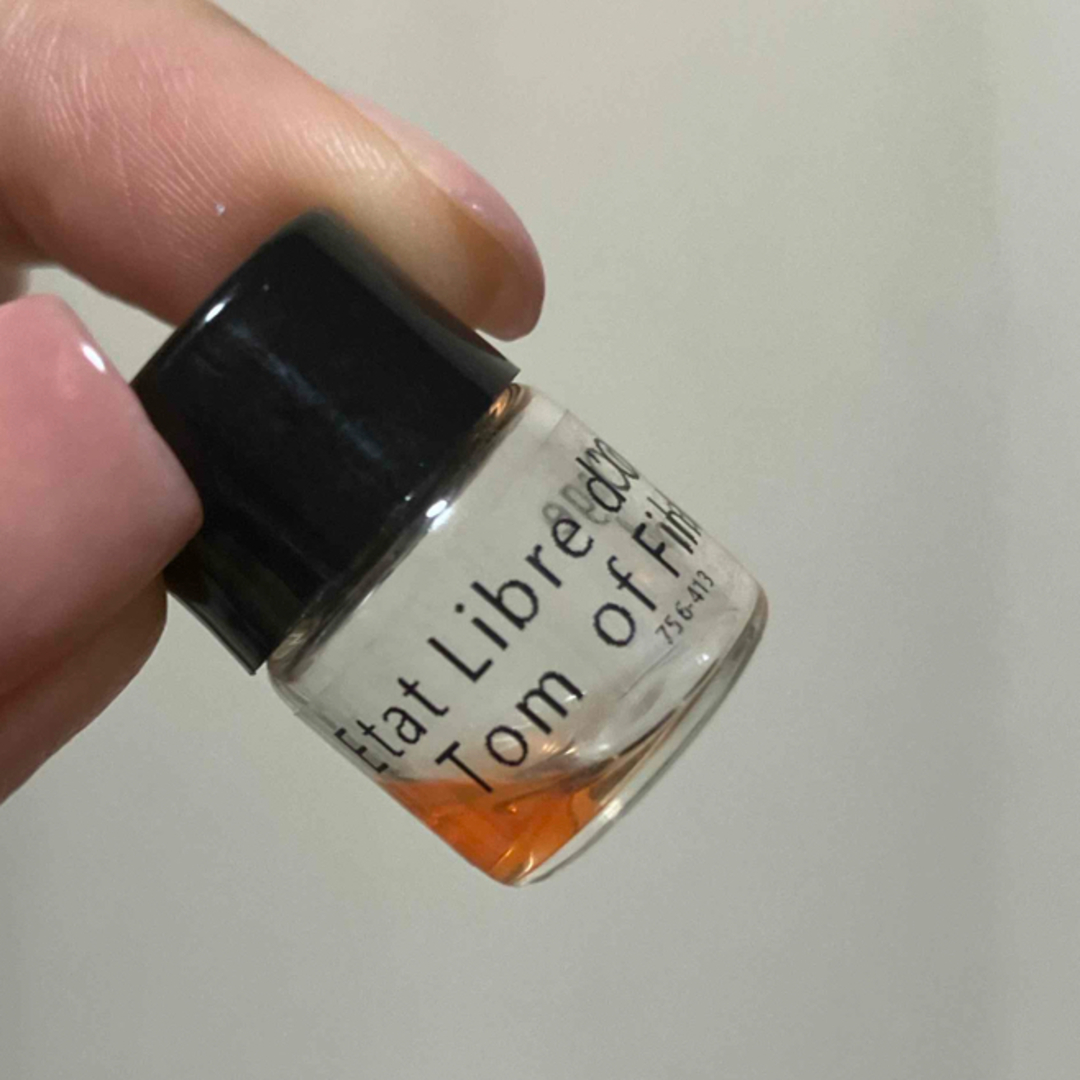 Etat Libre
Tom of
756-413